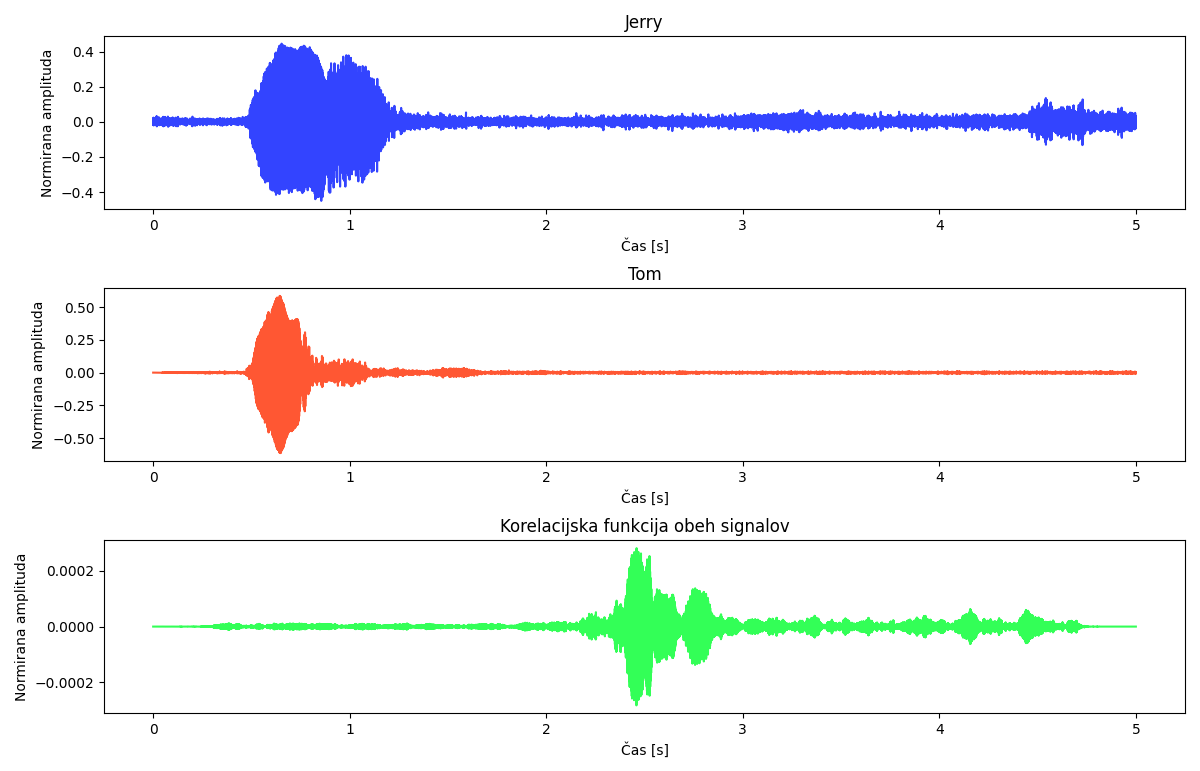 Jerry
Normirana amplituda
0.4
0.2
0.0
−0.2
−0.4
0 1 2 3 4 5
Čas [s]
Tom
Normirana amplituda
0.50
0.25
0.00
−0.25
−0.50
0 1 2 3 4 5
Čas [s]
Korelacijska funkcija obeh signalov
Normirana amplituda
0.0002
0.0000
−0.0002
0 1 2 3 4 5
Čas [s]